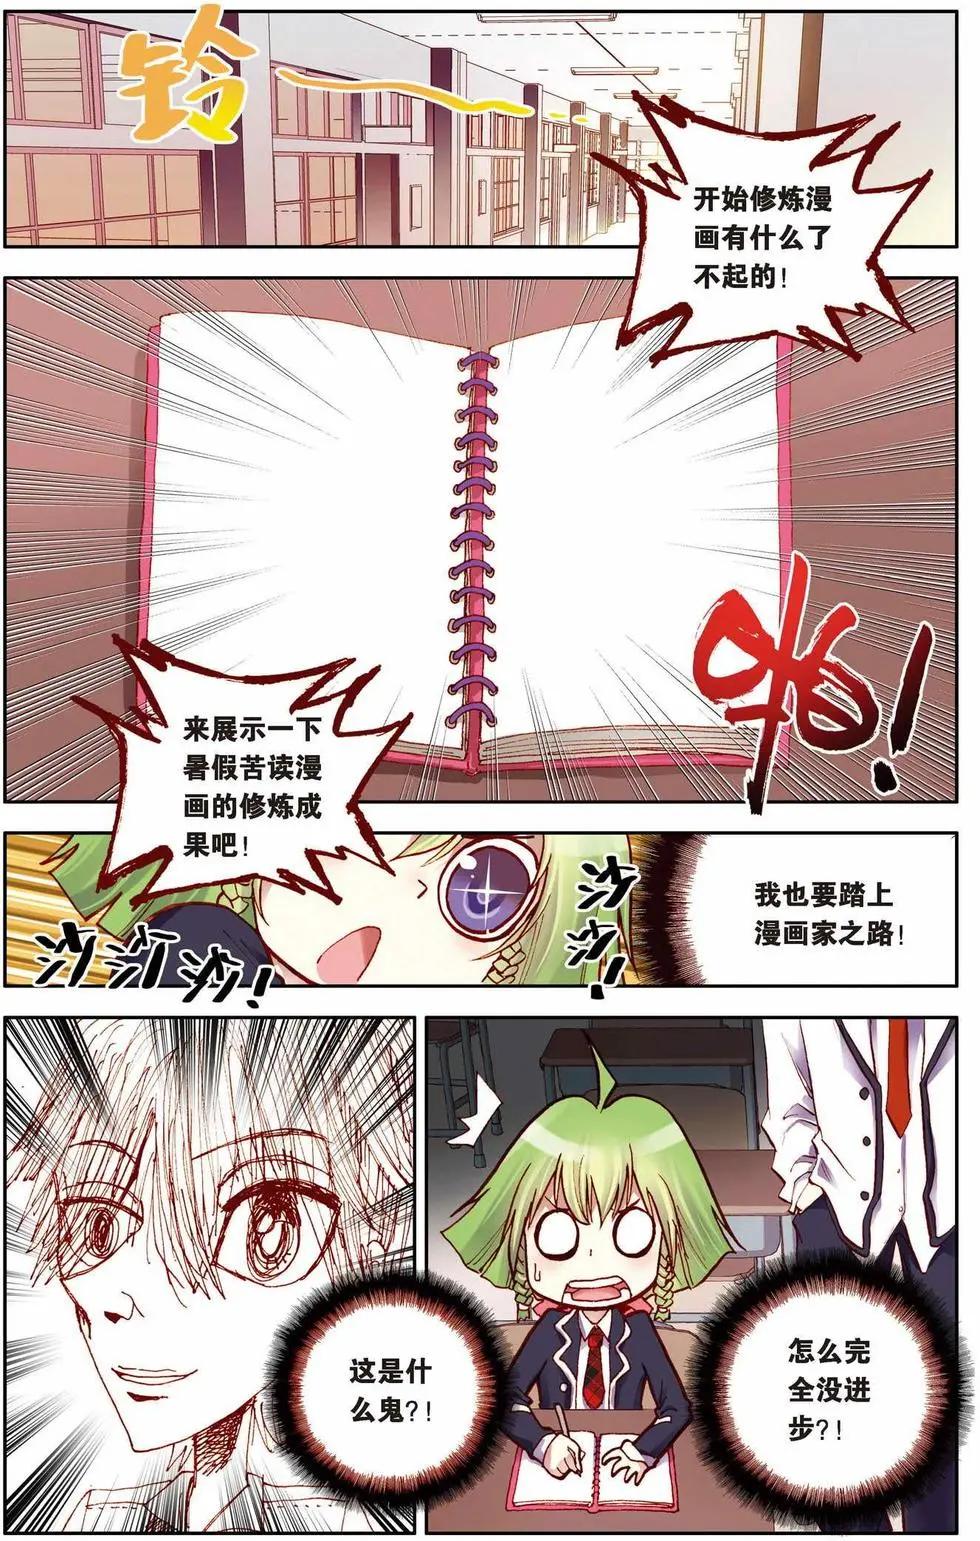 铃
开始修炼漫
画有什么了
不起的!
啪!
来展示一下
暑假苦读漫
画的修炼成
果吧!
沙沙
沙沙沙!
我也要踏上
漫画家之路!
这是什
么鬼?!
怎么完
全没进
步?!